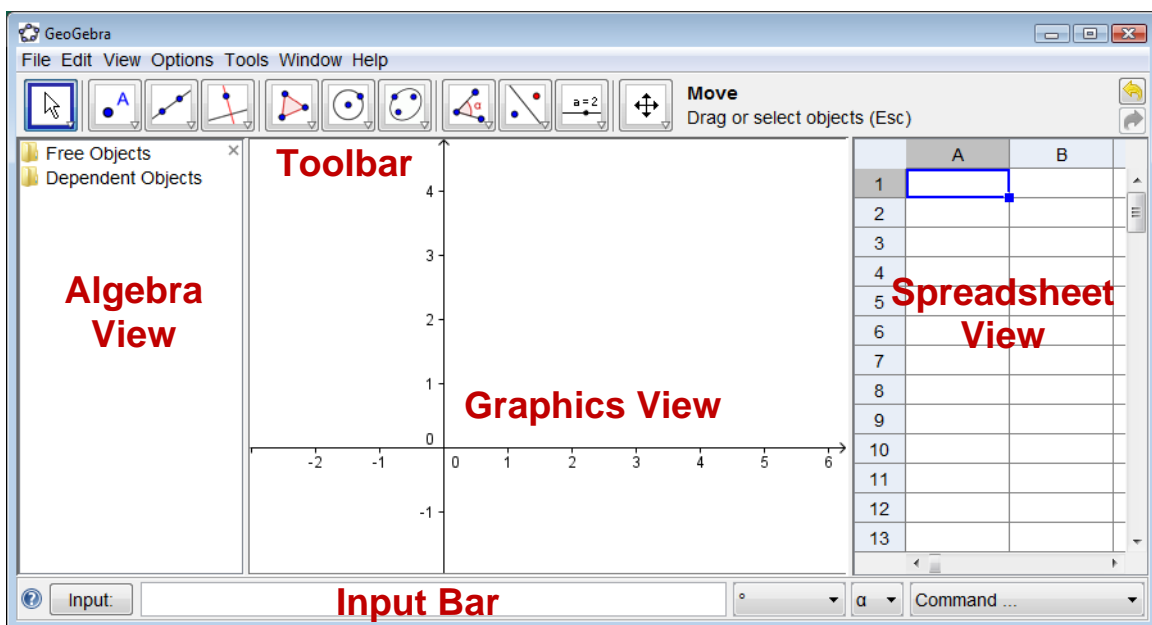 GeoGebra
File Edit View Options Tools Window Help
A
α
a = 2
Move
Drag or select objects (Esc)
Free Objects
Dependent Objects
Toolbar
Algebra
View
Graphics View
4
3
2
1
0
-1
-2 -1 0 1 2 3 4 5 6
A B
1
2
3
4
5
6
7
8
9
10
11
12
13
Spreadsheet
View
Input:
Input Bar
° α Command ...